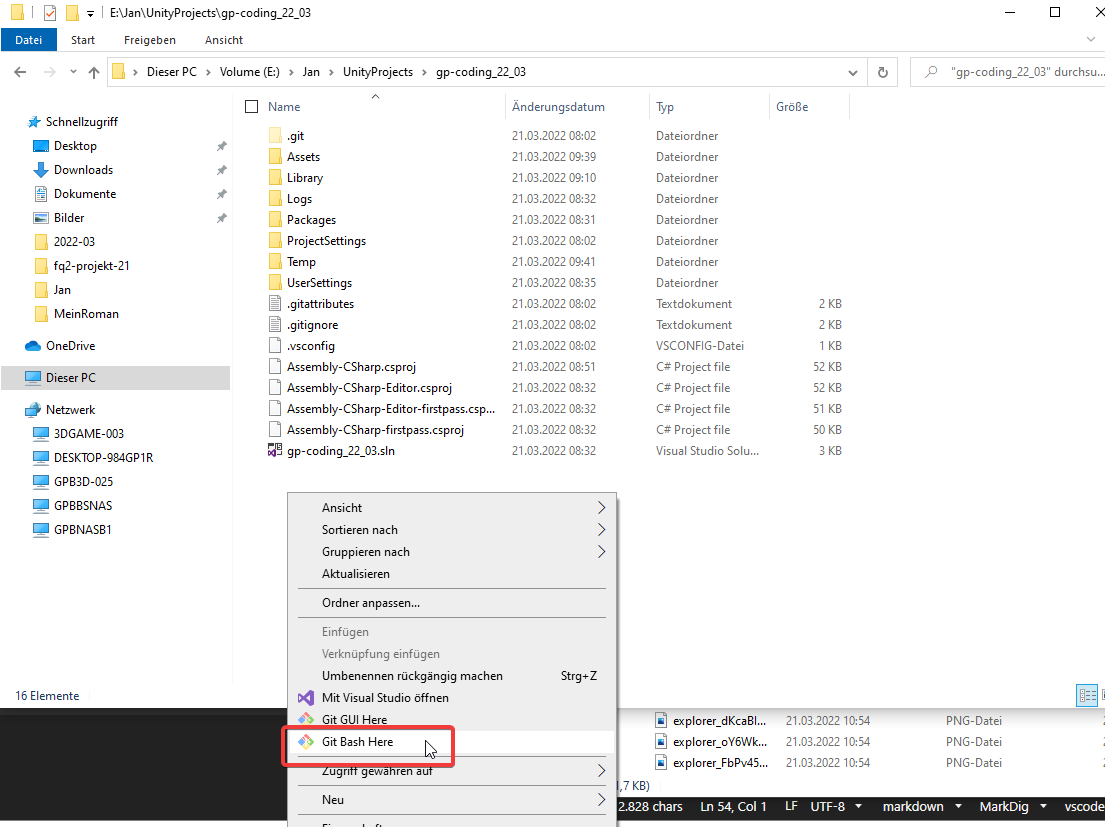 E:\Jan\UnityProjects\gp-coding_22_03
Datei Start Freigeben Ansicht
Dieser PC Volume (E:) Jan UnityProjects gp-coding_22_03 "gp-coding_22_03" durchsu...
Name Änderungsdatum Typ Größe
Schnellzugriff
Desktop
Downloads
Dokumente
Bilder
2022-03
fq2-projekt-21
Jan
MeinRoman
OneDrive
Dieser PC
Netzwerk
3DGAME-003
DESKTOP-984GP1R
GPB3D-025
GPBBSNAS
GPBNASB1
.git 21.03.2022 08:02 Dateiordner
Assets 21.03.2022 09:39 Dateiordner
Library 21.03.2022 09:10 Dateiordner
Logs 21.03.2022 08:32 Dateiordner
Packages 21.03.2022 08:31 Dateiordner
ProjectSettings 21.03.2022 08:02 Dateiordner
Temp 21.03.2022 09:41 Dateiordner
UserSettings 21.03.2022 08:35 Dateiordner
.gitattributes 21.03.2022 08:02 Textdokument 2 KB
.gitignore 21.03.2022 08:02 Textdokument 2 KB
.vsconfig 21.03.2022 08:02 VSCONFIG-Datei 1 KB
Assembly-CSharp.csproj 21.03.2022 08:51 C# Project file 52 KB
Assembly-CSharp-Editor.csproj 21.03.2022 08:32 C# Project file 52 KB
Assembly-CSharp-Editor-firstpass.csp... 21.03.2022 08:32 C# Project file 51 KB
Assembly-CSharp-firstpass.csproj 21.03.2022 08:32 C# Project file 50 KB
gp-coding_22_03.sln 21.03.2022 08:32 Visual Studio Solu... 3 KB
Ansicht
Sortieren nach
Gruppieren nach
Aktualisieren
Ordner anpassen...
Einfügen
Verknüpfung einfügen
Umbenennen rückgängig machen Strg+Z
Mit Visual Studio öffnen
Git GUI Here
Git Bash Here
Zugriff gewähren auf
Neu
16 Elemente
explorer_dKcaBl... 21.03.2022 10:54 PNG-Datei
explorer_oY6Wk... 21.03.2022 10:54 PNG-Datei
explorer_FbPv45... 21.03.2022 10:54 PNG-Datei
,7 KB)
2.828 chars Ln 54, Col 1 LF UTF-8 markdown MarkDig vscode